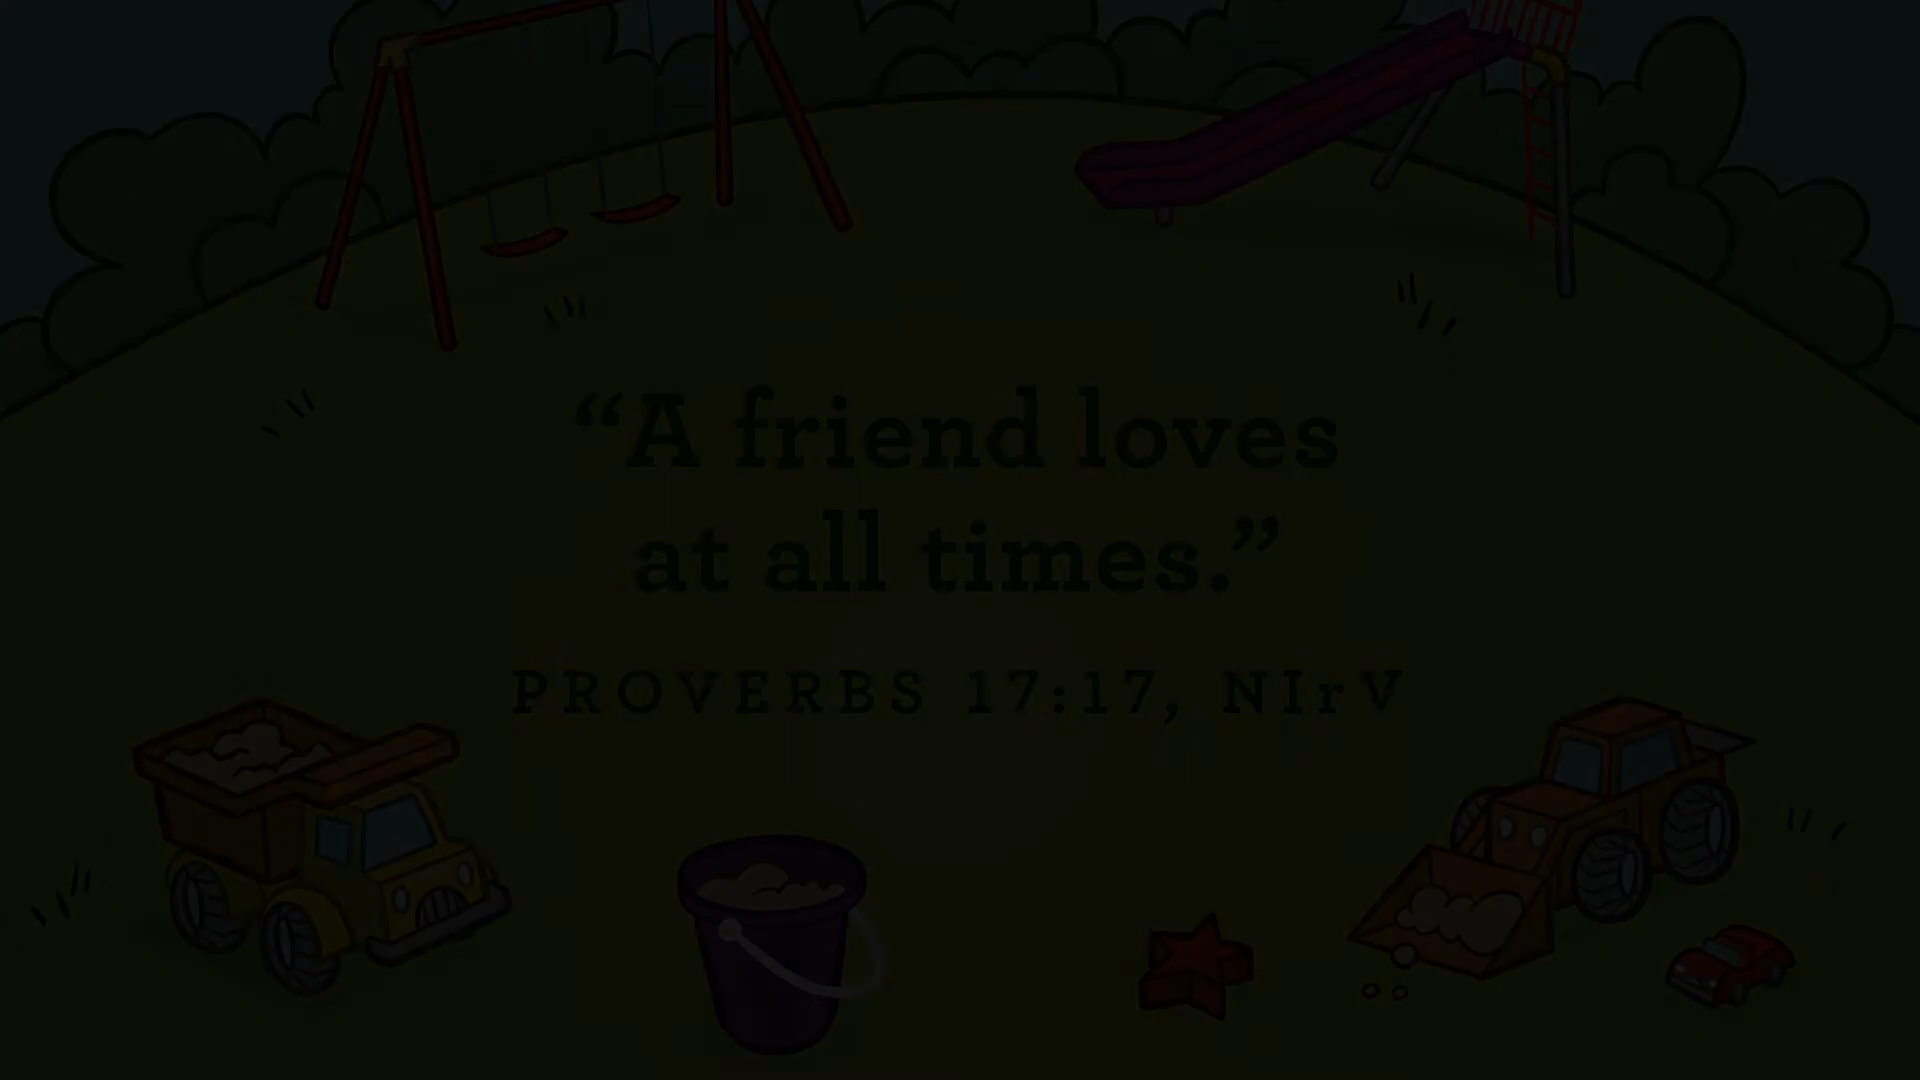 “A friend loves
at all times.”
PROVERBS 17:17, NIrV